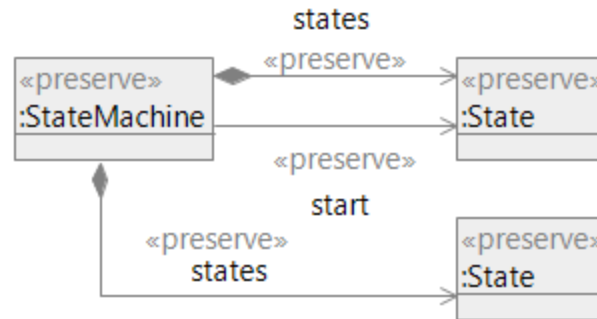 states
«preserve»
«preserve»
:StateMachine
«preserve»
:State
«preserve»
start
«preserve»
states
«preserve»
:State